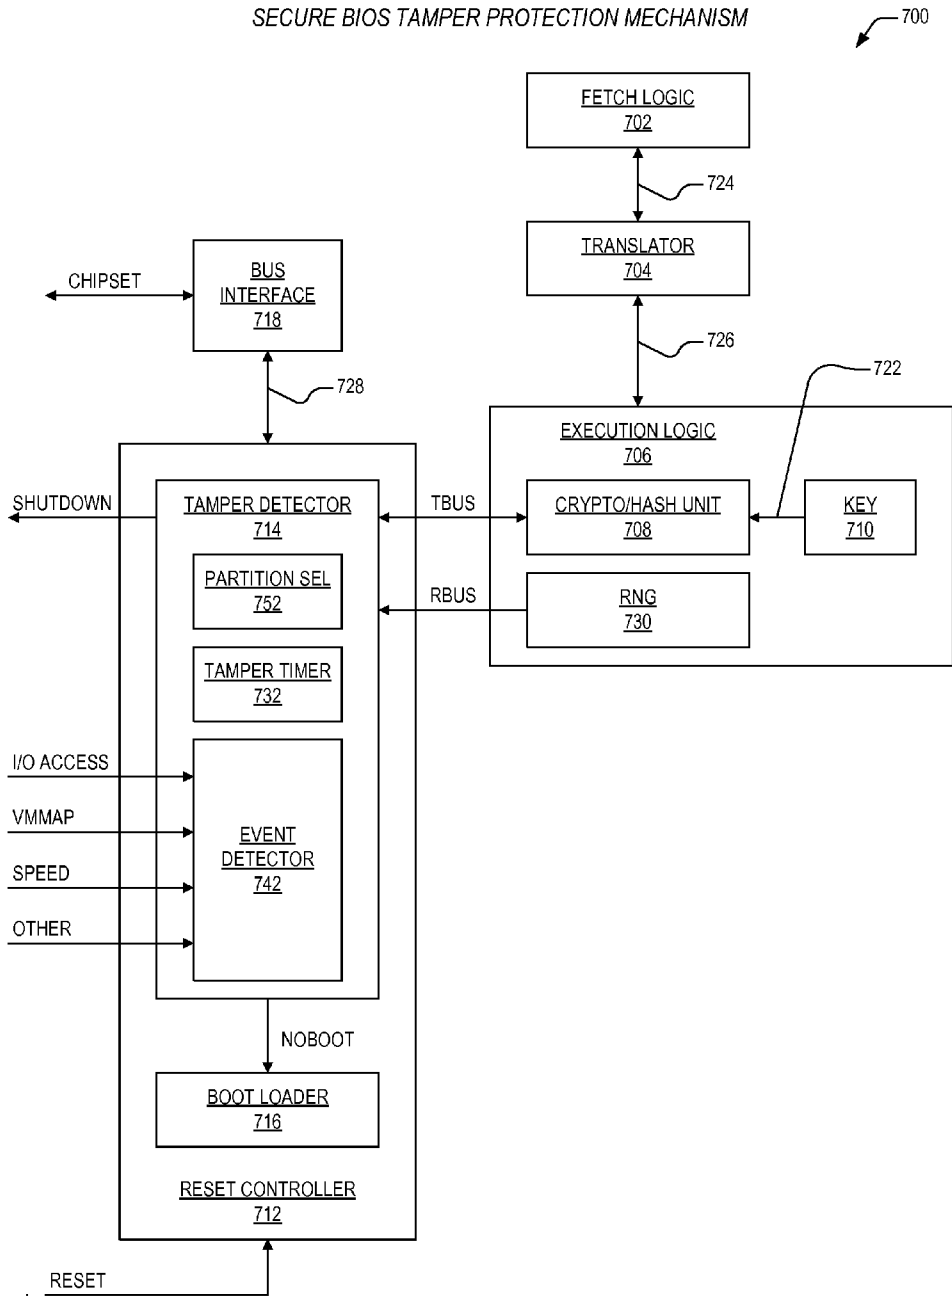 SECURE BIOS TAMPER PROTECTION MECHANISM
700
FETCH LOGIC
702
724
TRANSLATOR
704
BUS
INTERFACE
718
CHIPSET
726
728
722
EXECUTION LOGIC
706
SHUTDOWN
TAMPER DETECTOR
714
TBUS
CRYPTO/HASH UNIT
708
KEY
710
PARTITION SEL
752
RBUS
RNG
730
TAMPER TIMER
732
I/O ACCESS
VMMAP
SPEED
OTHER
EVENT
DETECTOR
742
NOBOOT
BOOT LOADER
716
RESET CONTROLLER
712
RESET